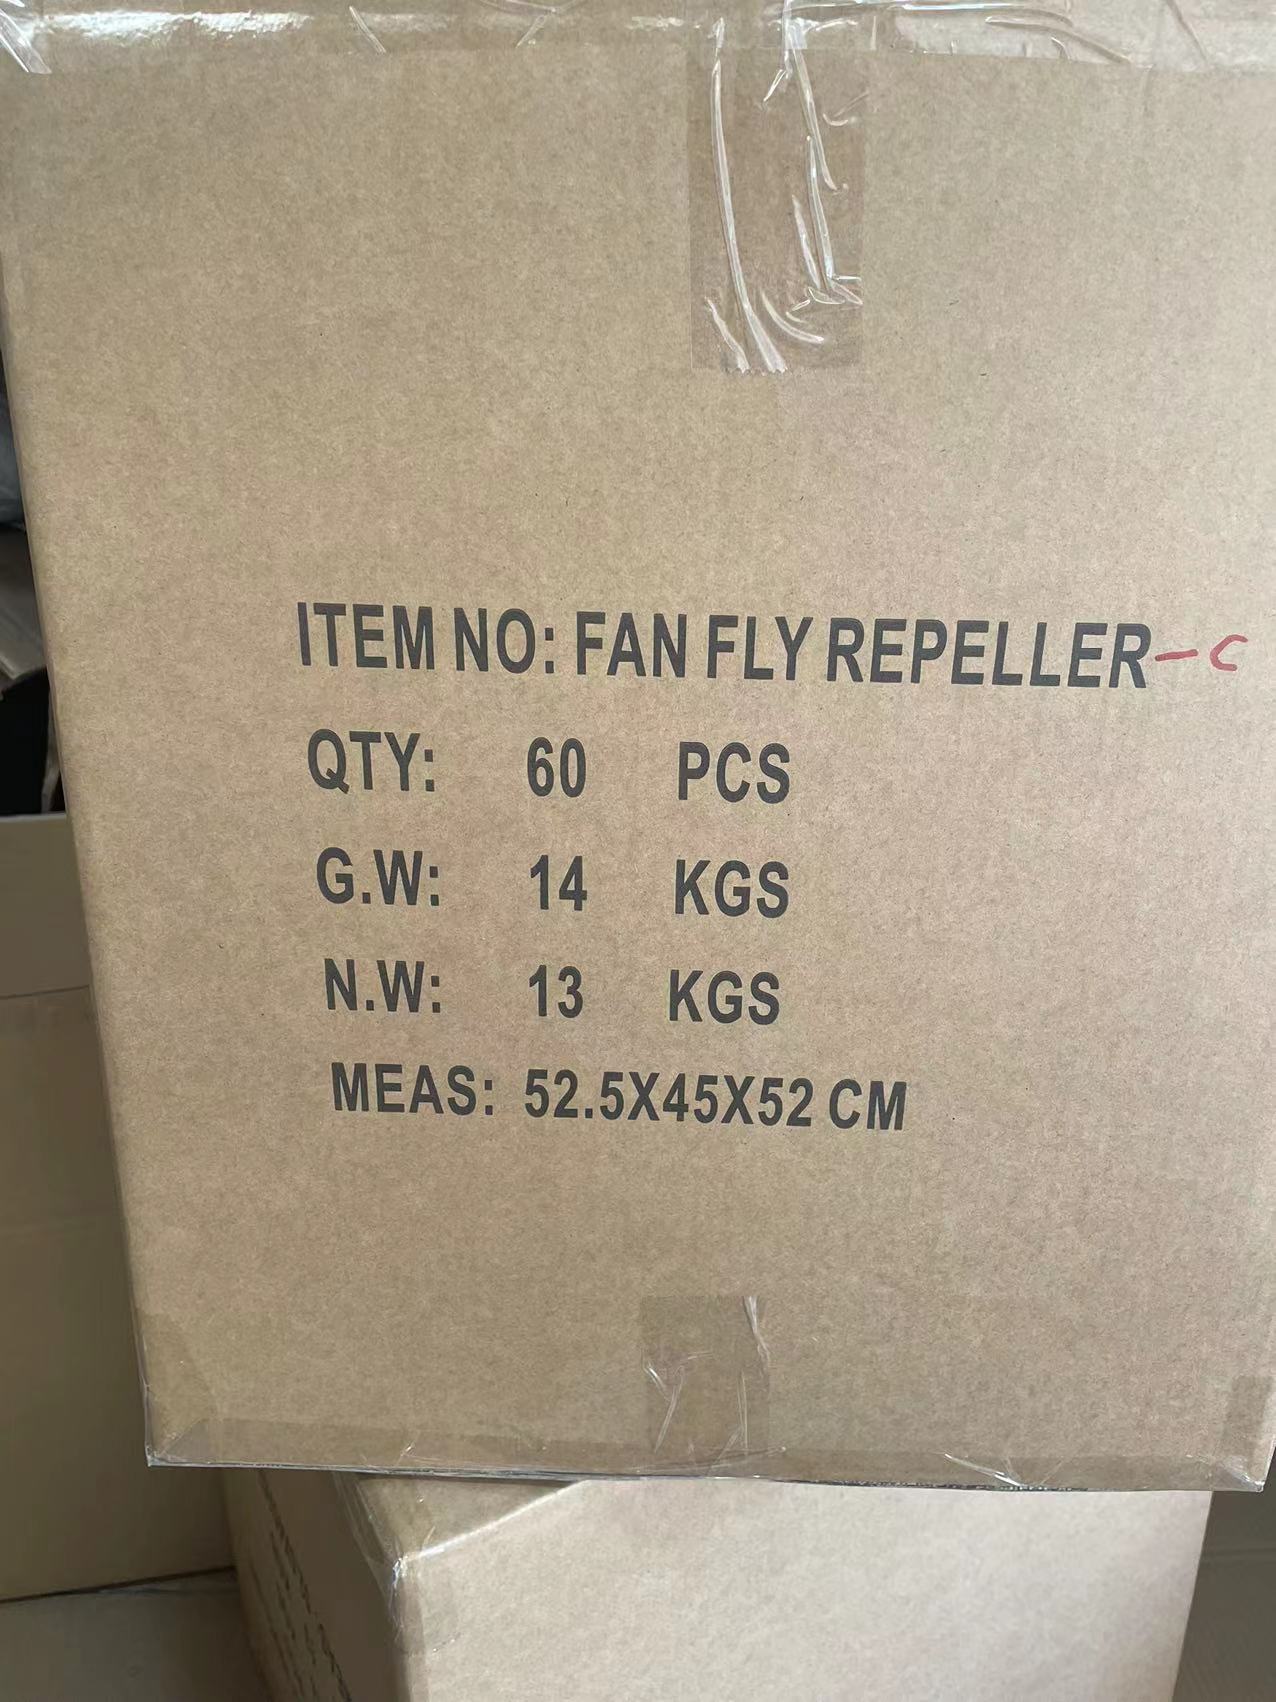 ITEM NO: FAN FLY REPELLER-C
QTY: 60 PCS
G.W: 14 KGS
N.W: 13 KGS
MEAS: 52.5X45X52 CM